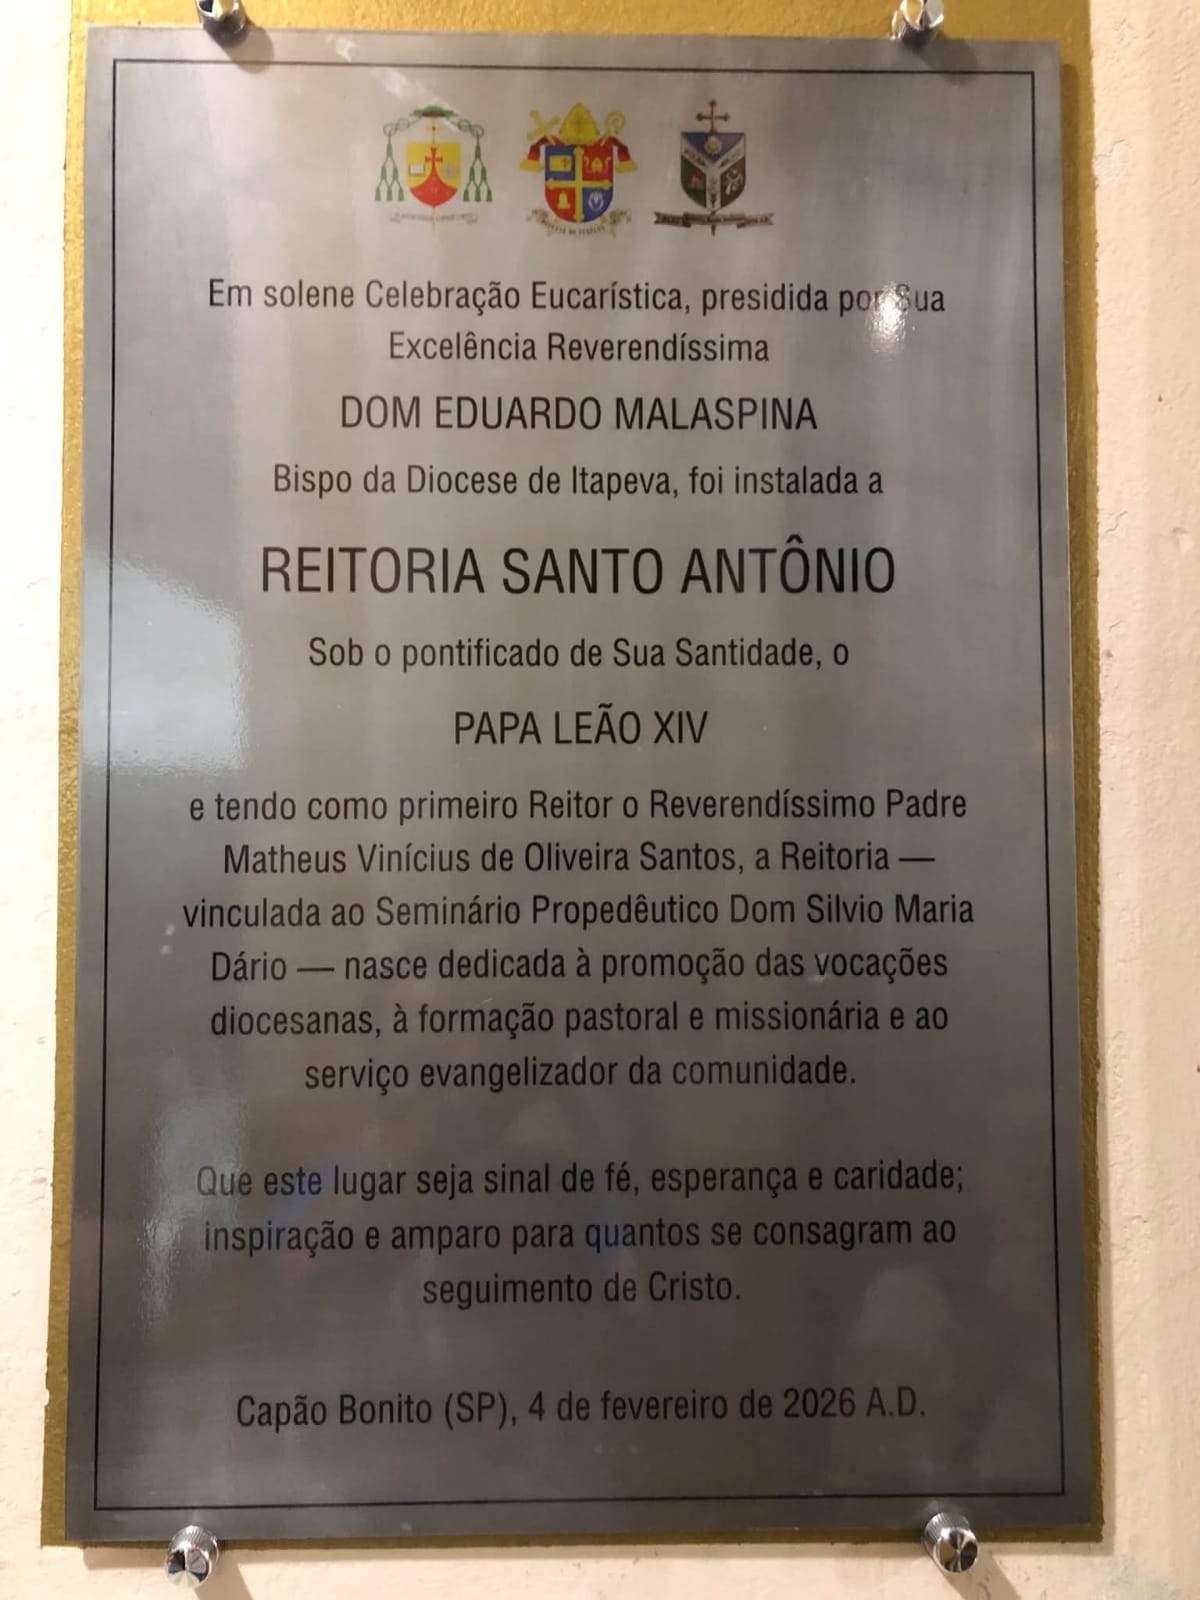 Em solene Celebração Eucarística, presidida por Sua
Excelência Reverendíssima
DOM EDUARDO MALASPINA
Bispo da Diocese de Itapeva, foi instalada a
REITORIA SANTO ANTÔNIO
Sob o pontificado de Sua Santidade, o
PAPA LEÃO XIV
e tendo como primeiro Reitor o Reverendíssimo Padre
Matheus Vinícius de Oliveira Santos, a Reitoria —
vinculada ao Seminário Propedêutico Dom Silvio Maria
Dário — nasce dedicada à promoção das vocações
diocesanas, à formação pastoral e missionária e ao
serviço evangelizador da comunidade.
Que este lugar seja sinal de fé, esperança e caridade;
inspiração e amparo para quantos se consagram ao
seguimento de Cristo.
Capão Bonito (SP), 4 de fevereiro de 2026 A.D.